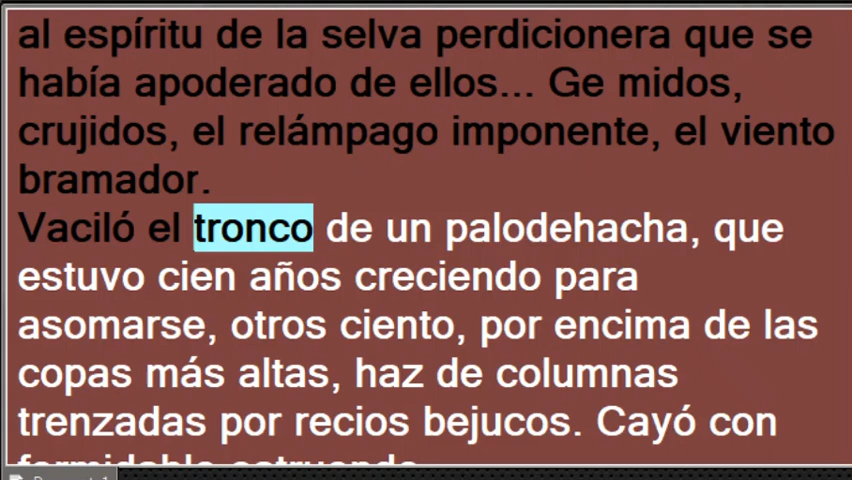 al espíritu de la selva perdicionera que se
había apoderado de ellos... Ge midos,
crujidos, el relámpago imponente, el viento
bramador.
Vaciló el tronco de un palodehacha, que
estuvo cien años creciendo para
asomarse, otros ciento, por encima de las
copas más altas, haz de columnas
trenzadas por recios bejucos. Cayó con
formidable estruendo